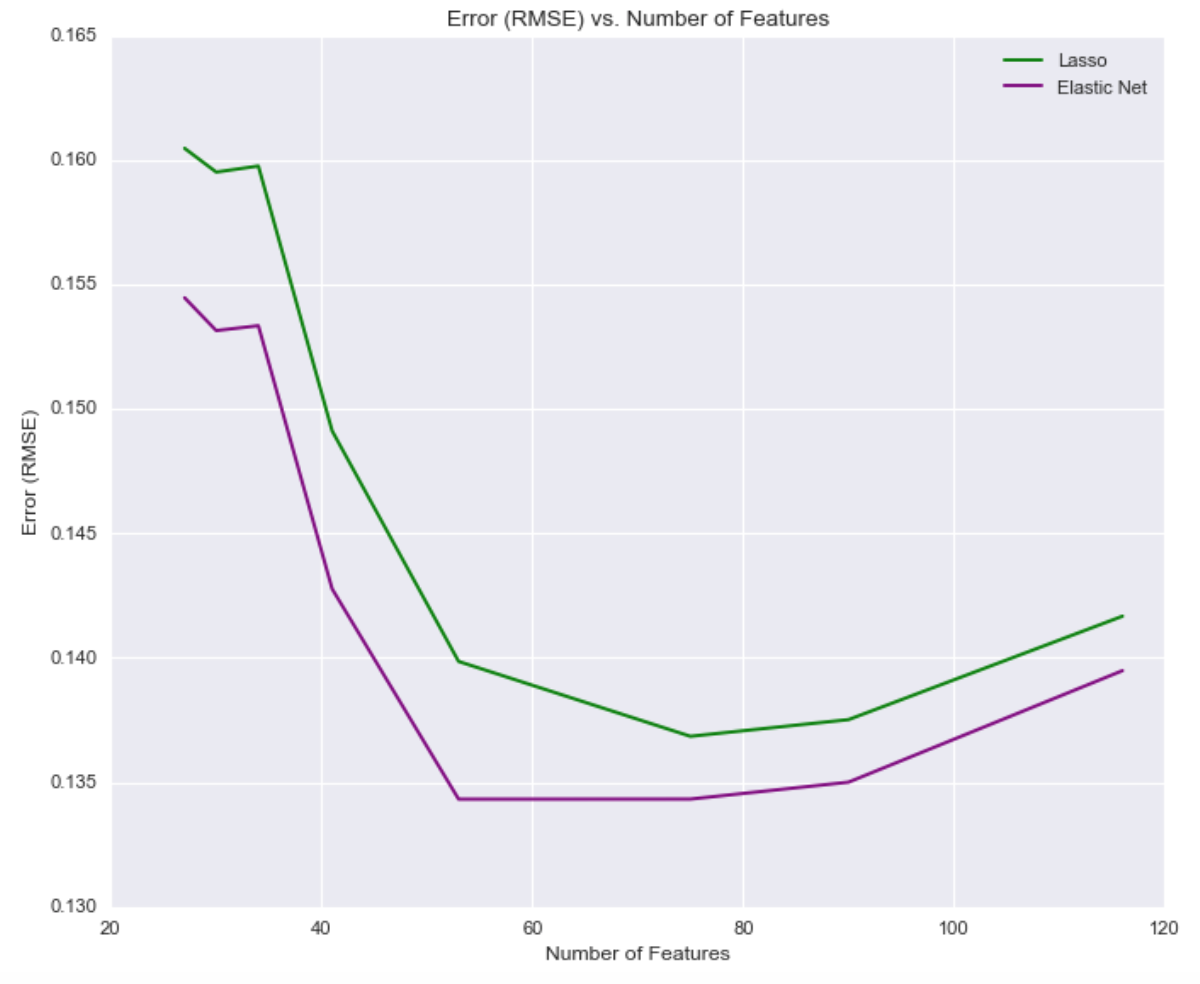 Error (RMSE) vs. Number of Features
Lasso
Elastic Net
0.165
0.160
0.155
0.150
0.145
0.140
0.135
0.130
Error (RMSE)
20 40 60 80 100 120
Number of Features